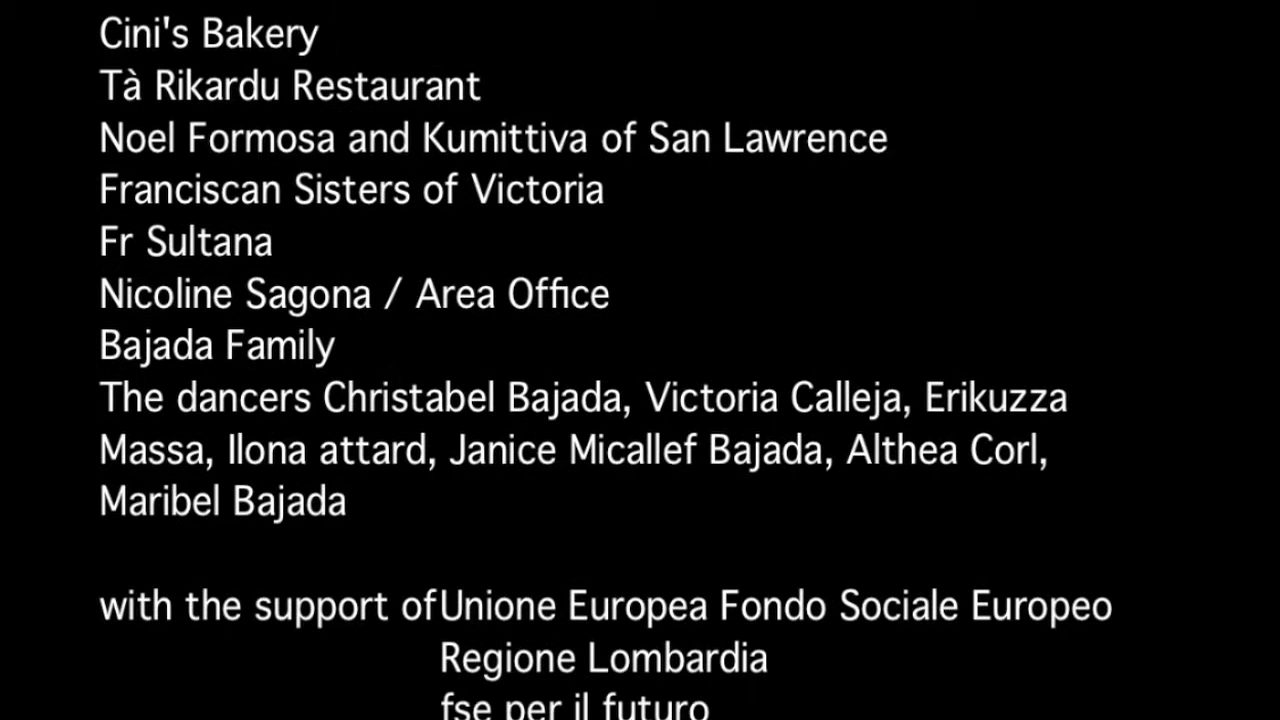 Cini's Bakery
Tà Rikardu Restaurant
Noel Formosa and Kumittiva of San Lawrence
Franciscan Sisters of Victoria
Fr Sultana
Nicoline Sagona / Area Office
Bajada Family
The dancers Christabel Bajada, Victoria Calleja, Erikuzza
Massa, Ilona attard, Janice Micallef Bajada, Althea Corl,
Maribel Bajada
with the support of Unione Europea Fondo Sociale Europeo
Regione Lombardia
fse per il futuro